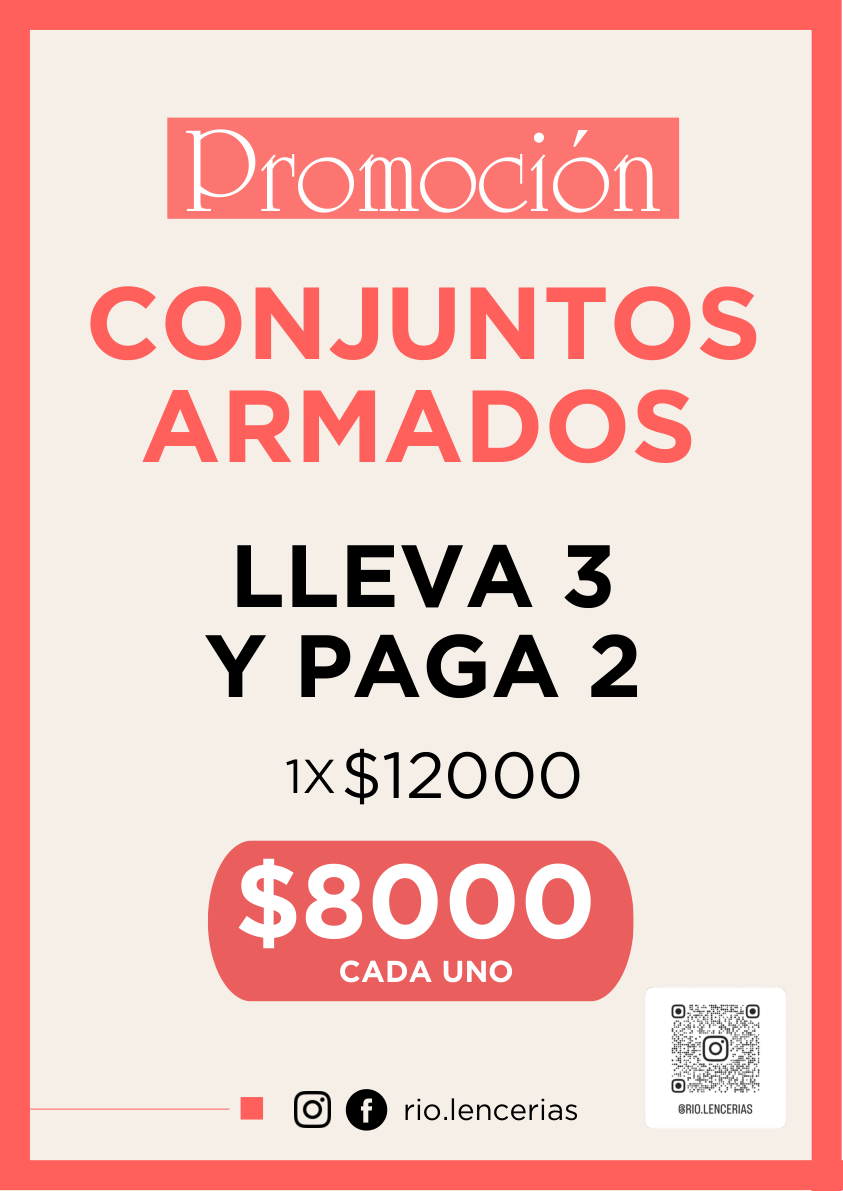 Promoción
CONJUNTOS
ARMADOS
LLEVA 3
Y PAGA 2
1X $12000
$8000
CADA UNO
@RIO.LENCERIAS
rio.lencerias